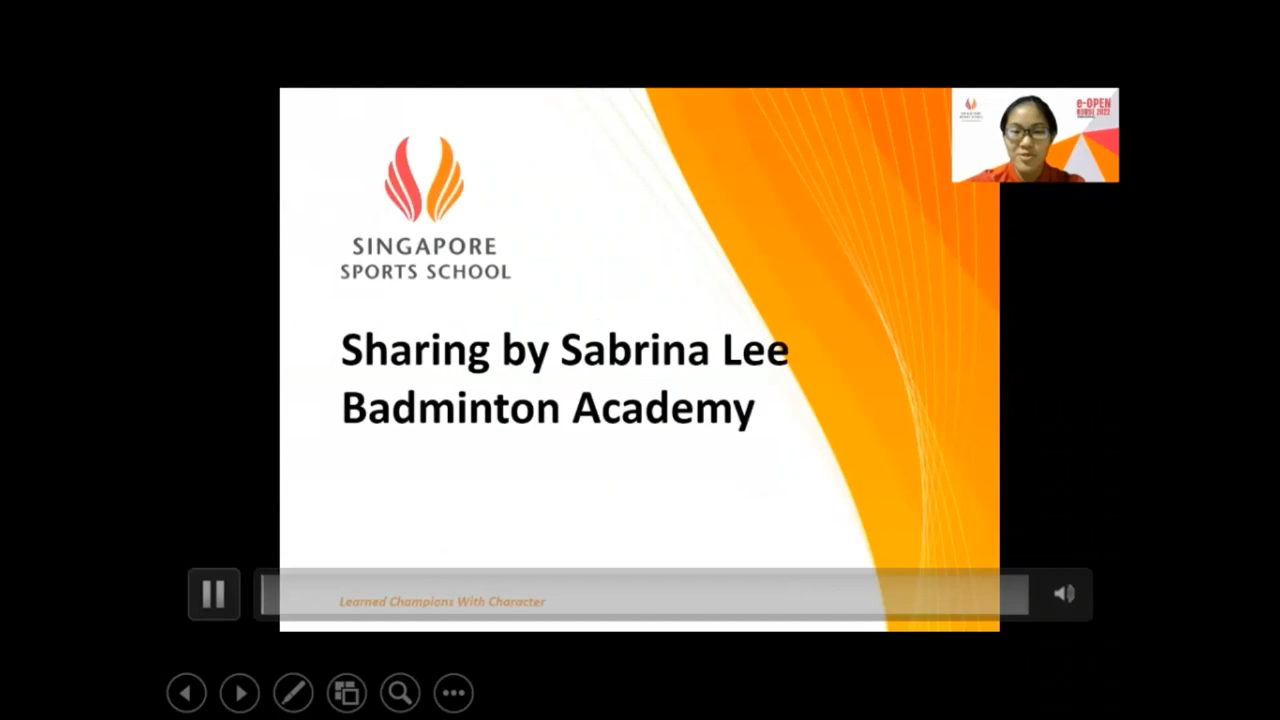 SINGAPORE
SPORTS SCHOOL
Sharing by Sabrina Lee
Badminton Academy
Learned Champions With Character
e-OPEN
HOUSE 2022